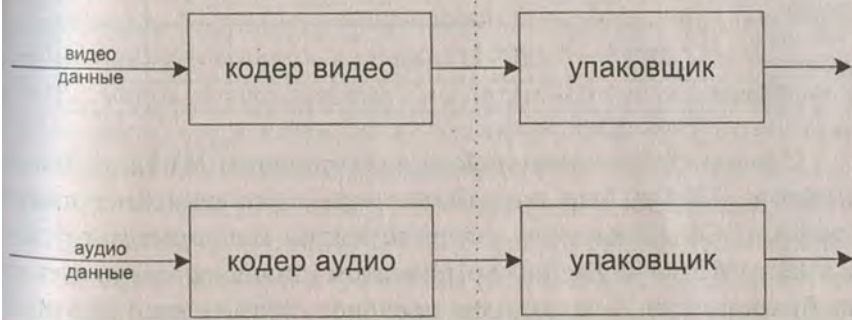 видео
данные
кодер видео
упаковщик
аудио
данные
кодер аудио
упаковщик